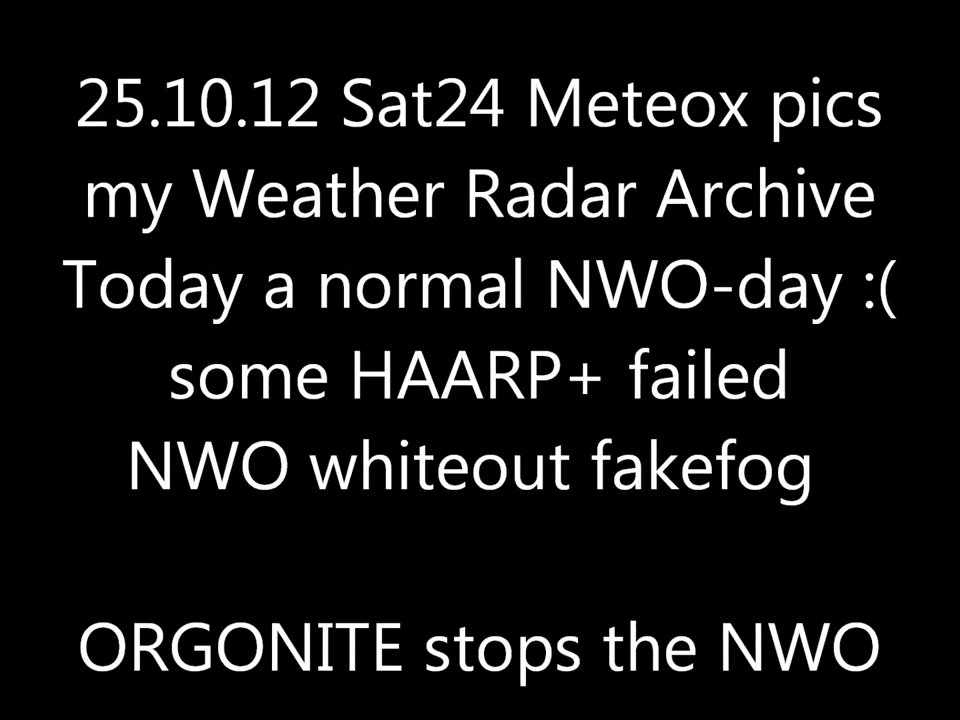 25.10.12 Sat24 Meteox pics
my Weather Radar Archive
Today a normal NWO-day :(
some HAARP+ failed
NWO whiteout fakefog
ORGONITE stops the NWO